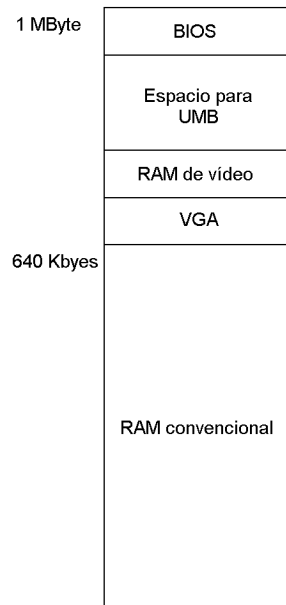 1 MByte
BIOS
Espacio para
UMB
RAM de vídeo
VGA
640 Kbyes
RAM convencional